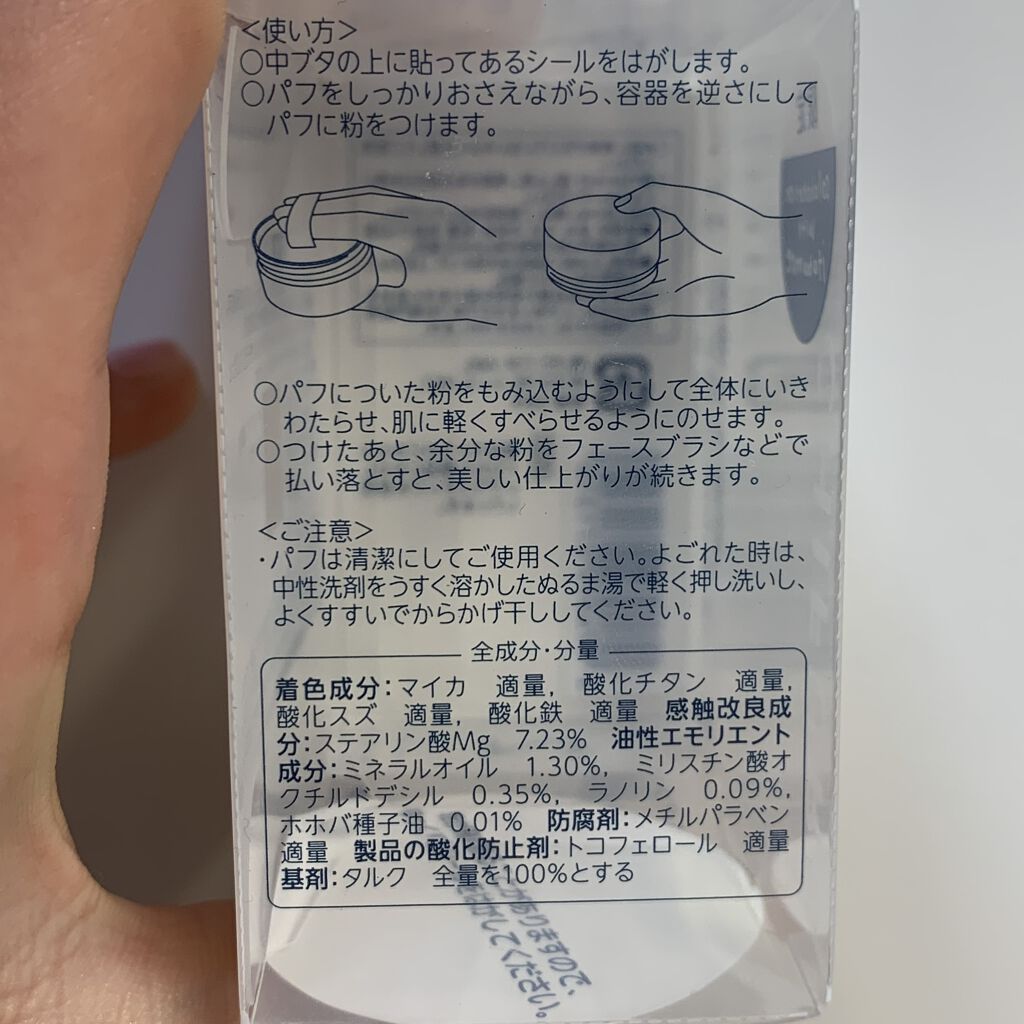 ＜使い方＞
○中ブタの上に貼ってあるシールをはがします。
○パフをしっかりおさえながら、容器を逆さにして
パフに粉をつけます。
○パフについた粉をもみ込むようにして全体にいき
わたらせ、肌に軽くすべらせるようにのせます。
○つけたあと、余分な粉をフェースブラシなどで
払い落とすと、美しい仕上がりが続きます。
＜ご注意＞
・パフは清潔にしてご使用ください。よごれた時は、
中性洗剤をうすく溶かしたぬるま湯で軽く押し洗いし、
よくすすいでからかげ干ししてください。
全成分・分量
着色成分：マイカ　適量，　酸化チタン　適量，
酸化スズ　適量，　酸化鉄　適量　感触改良成
分：ステアリン酸Mg　7.23%　油性エモリエント
成分：ミネラルオイル　1.30%，　ミリスチン酸オ
クチルドデシル　0.35%，　ラノリン　0.09%，
ホホバ種子油　0.01%　防腐剤：メチルパラベン
適量　製品の酸化防止剤：トコフェロール　適量
基剤：タルク　全量を100%とする
がありますので、
はがしてください。